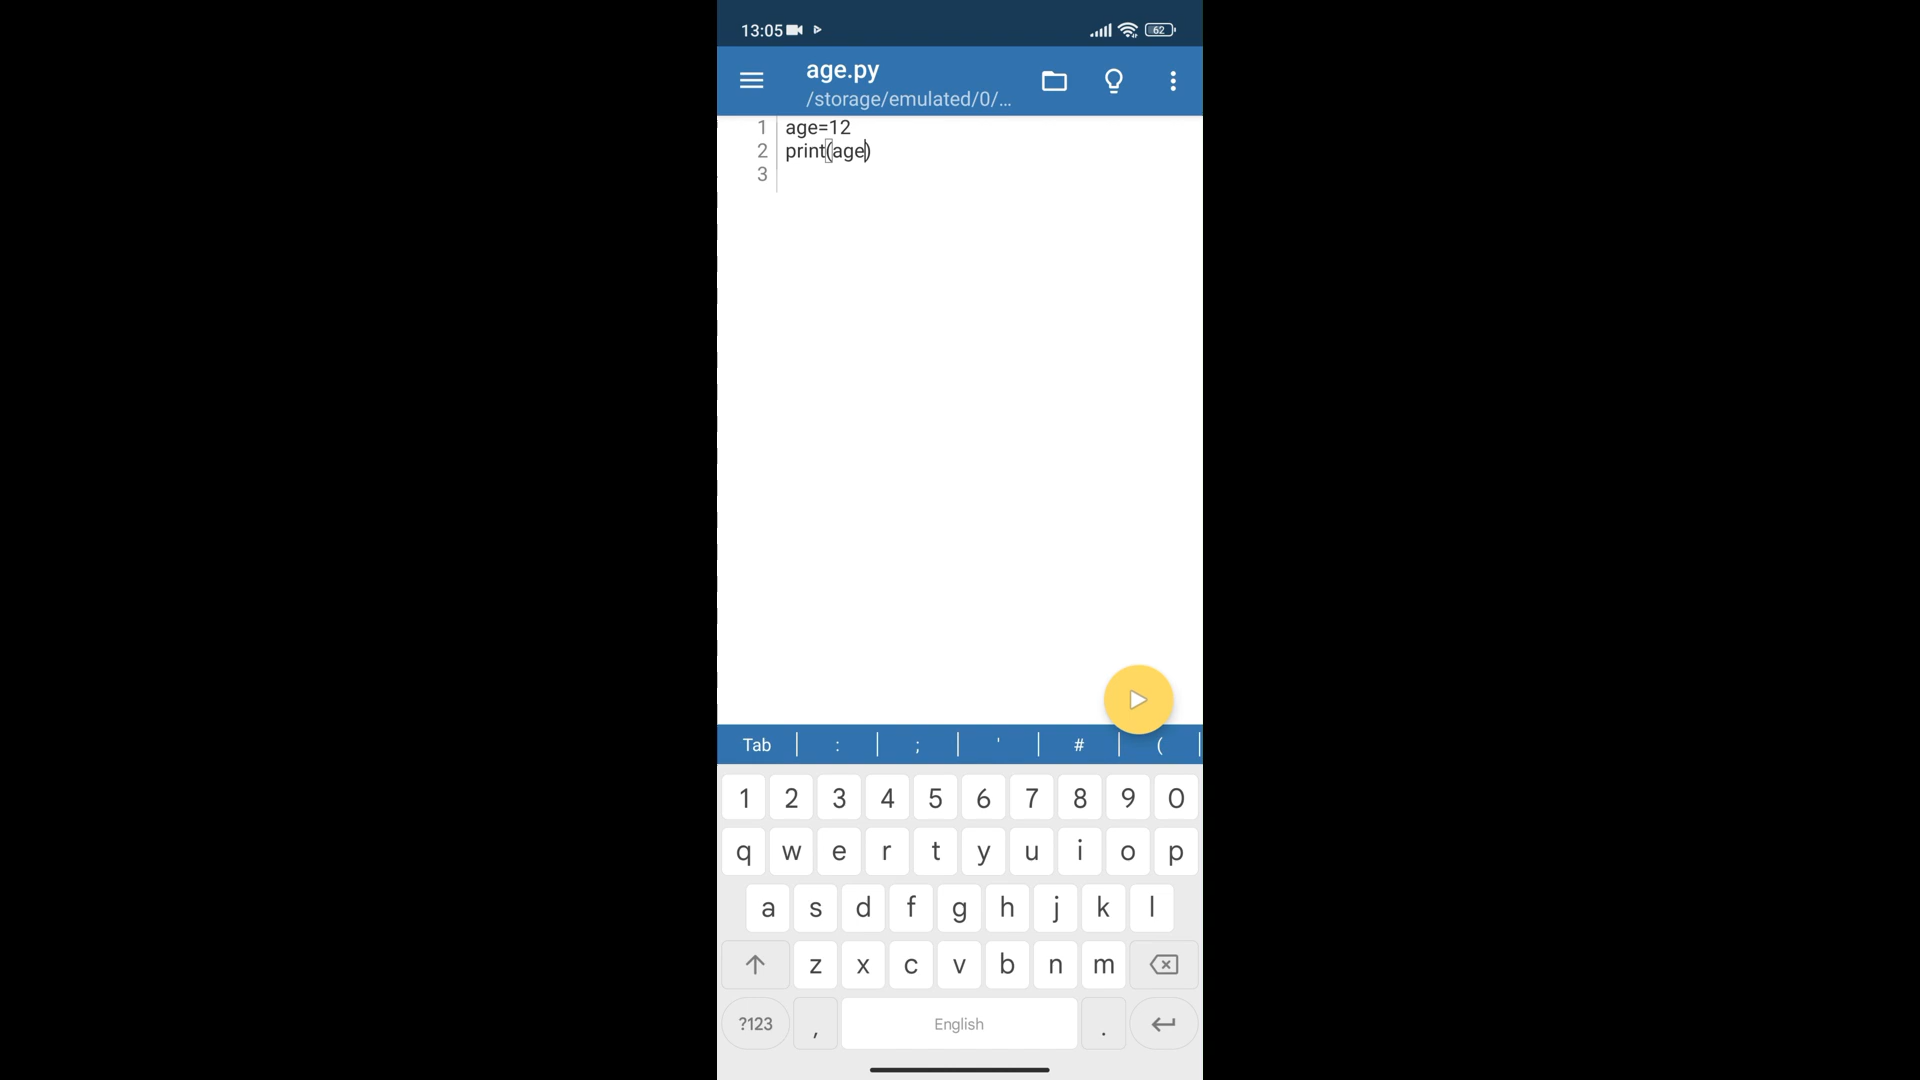 13:05 62
age.py
/storage/emulated/0/...
1 age=12
2 print(age)
3
Tab : ; ' # (
1 2 3 4 5 6 7 8 9 0
q w e r t y u i o p
a s d f g h j k l
z x c v b n m
?123 , English .